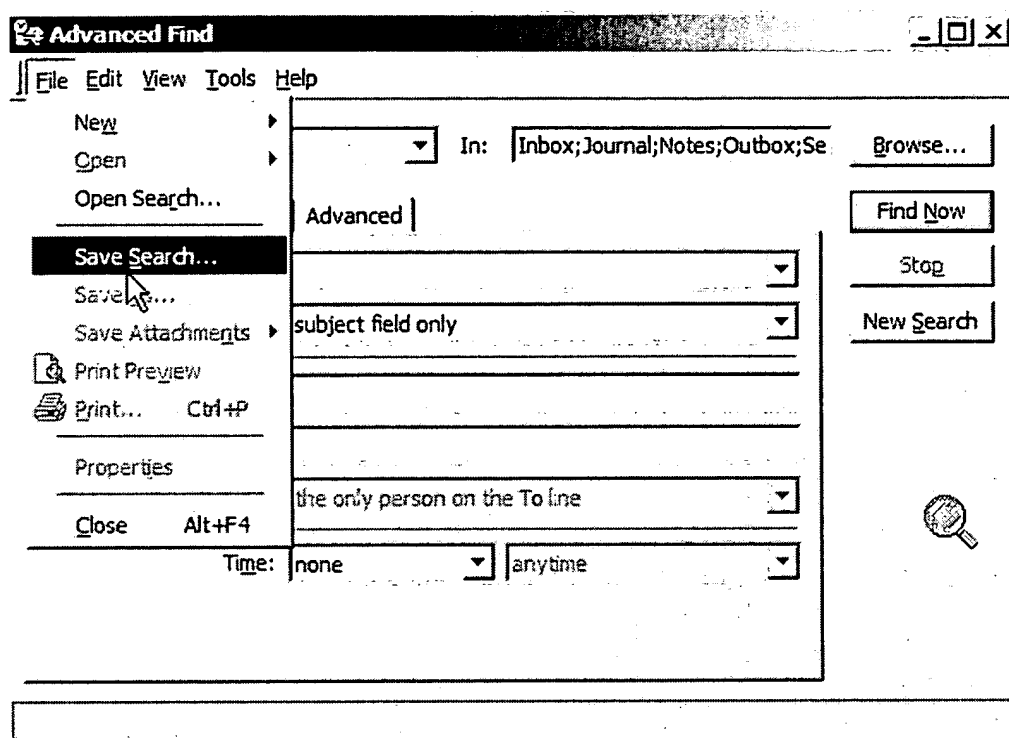 Advanced Find
File Edit View Tools Help
New
Open
In: Inbox;Journal;Notes;Outbox;Se Browse...
Open Search...
Advanced
Find Now
Save Search...
Stop
Save
Save Attachments
subject field only
New Search
Print Preview
Print... Ctrl+P
Properties
the only person on the To line
Close Alt+F4
Time: none anytime